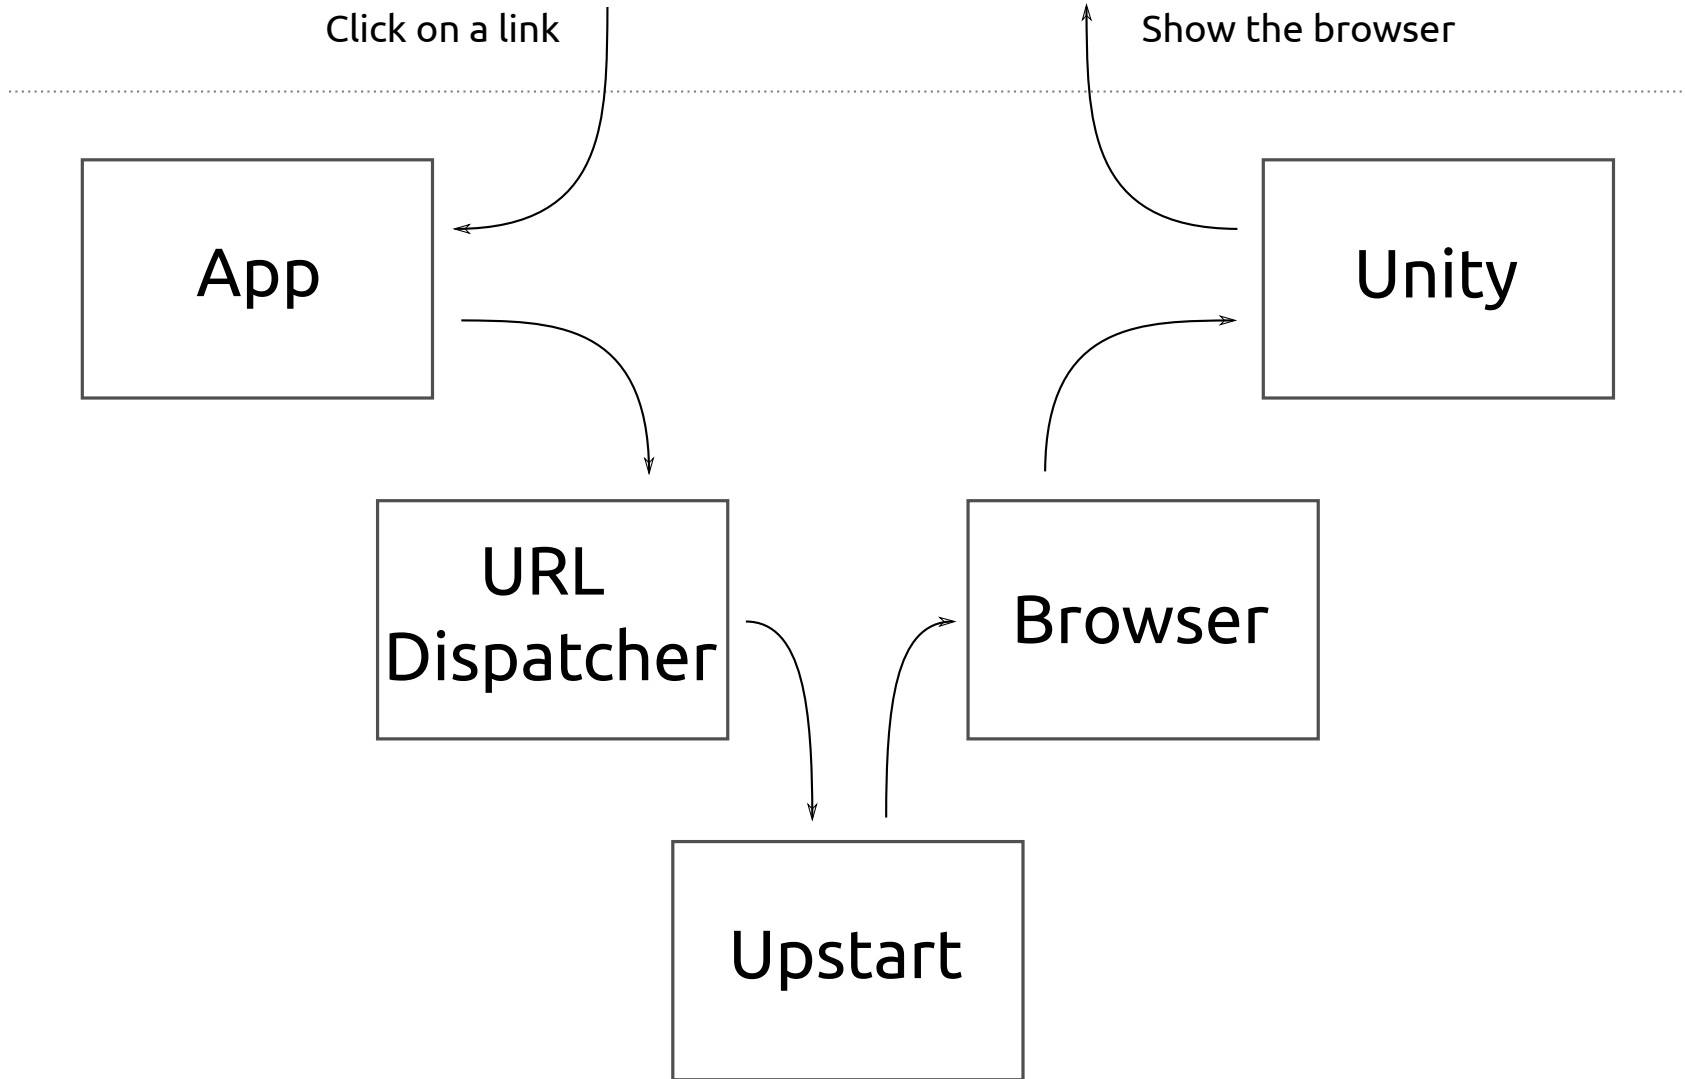 Click on a link
Show the browser
App
Unity
URL
Dispatcher
Browser
Upstart